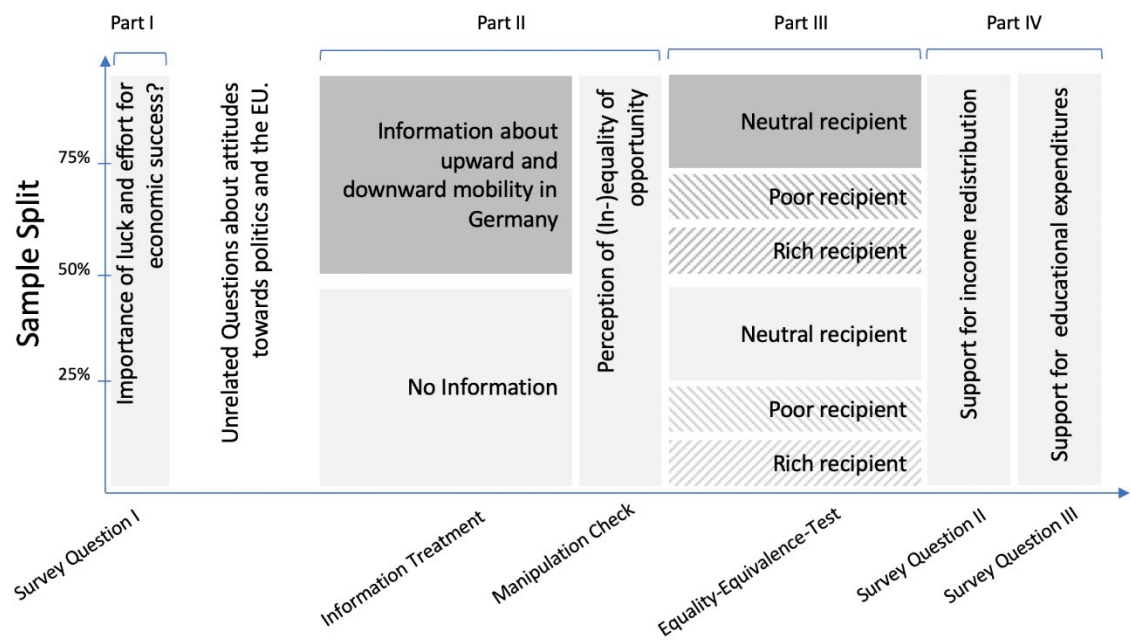 Part I
Part II
Part III
Part IV
Sample Split
75%
50%
25%
Importance of luck and effort for
economic success?
Unrelated Questions about attitudes
towards politics and the EU.
Information about
upward and
downward mobility in
Germany
No Information
Perception of (In-)equality of
opportunity
Neutral recipient
Poor recipient
Rich recipient
Neutral recipient
Poor recipient
Rich recipient
Support for income redistribution
Support for educational expenditures
Survey Question I
Information Treatment
Manipulation Check
Equality-Equivalence-Test
Survey Question II
Survey Question III